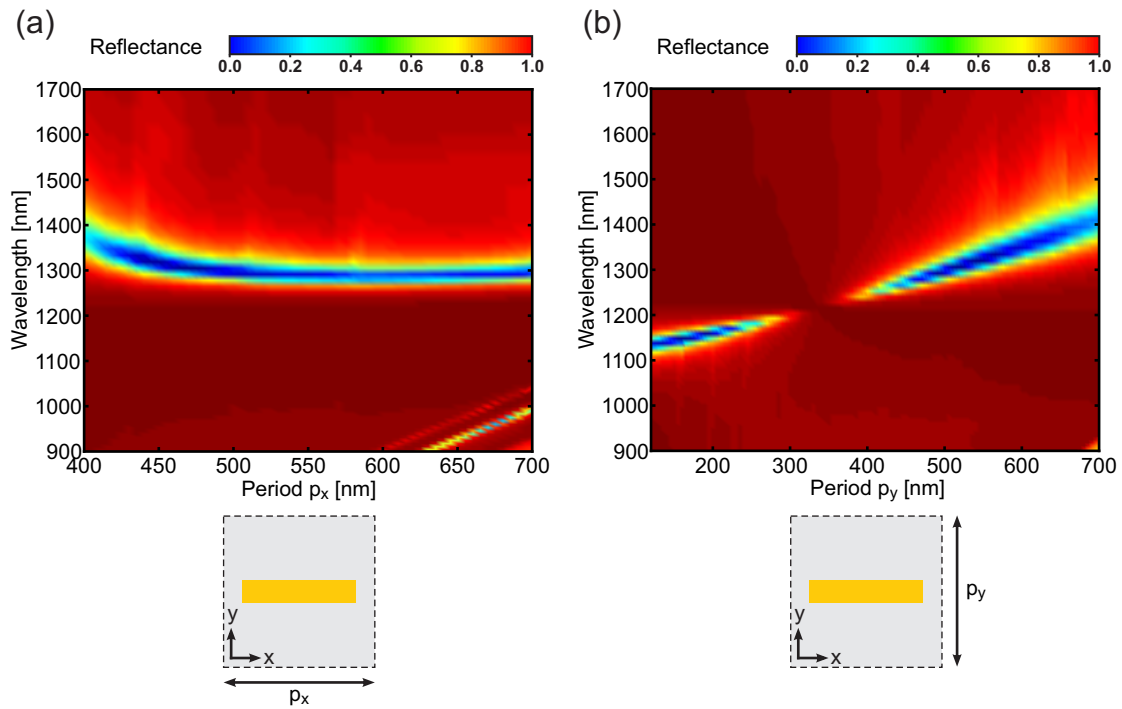 (a)
Reflectance
0.0 0.2 0.4 0.6 0.8 1.0
Wavelength [nm]
1700
1600
1500
1400
1300
1200
1100
1000
900
400 450 500 550 600 650 700
Period px [nm]
y
x
px
(b)
Reflectance
0.0 0.2 0.4 0.6 0.8 1.0
Wavelength [nm]
1700
1600
1500
1400
1300
1200
1100
1000
900
200 300 400 500 600 700
Period py [nm]
y
x
py